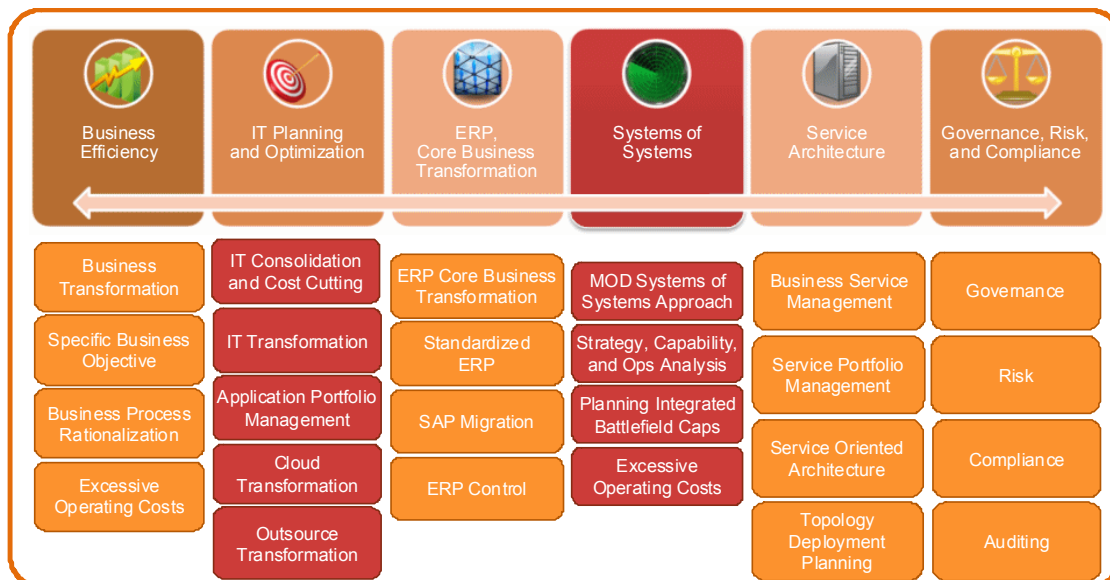 Business
Efficiency
IT Planning
and Optimization
ERP,
Core Business
Transformation
Systems of
Systems
Service
Architecture
Governance, Risk,
and Compliance
Business
Transformation
Specific Business
Objective
Business Process
Rationalization
Excessive
Operating Costs
IT Consolidation
and Cost Cutting
IT Transformation
Application Portfolio
Management
Cloud
Transformation
Outsource
Transformation
ERP Core Business
Transformation
Standardized
ERP
SAP Migration
ERP Control
MOD Systems of
Systems Approach
Strategy, Capability,
and Ops Analysis
Planning Integrated
Battlefield Caps
Excessive
Operating Costs
Business Service
Management
Service Portfolio
Management
Service Oriented
Architecture
Topology
Deployment
Planning
Governance
Risk
Compliance
Auditing